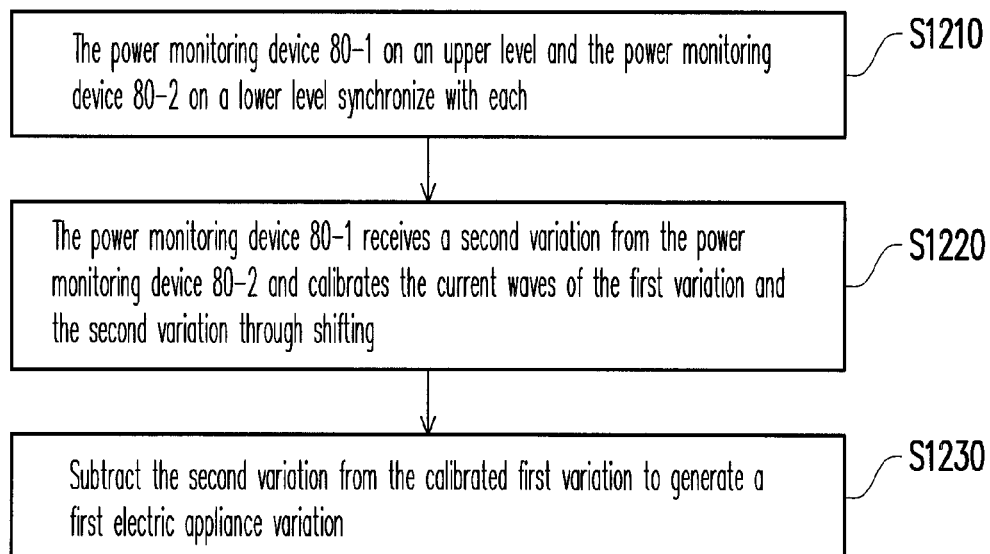 The power monitoring device 80-1 on an upper level and the power monitoring
device 80-2 on a lower level synchronize with each
S1210
The power monitoring device 80-1 receives a second variation from the power
monitoring device 80-2 and calibrates the current waves of the first variation and
the second variation through shifting
S1220
Subtract the second variation from the calibrated first variation to generate a
first electric appliance variation
S1230